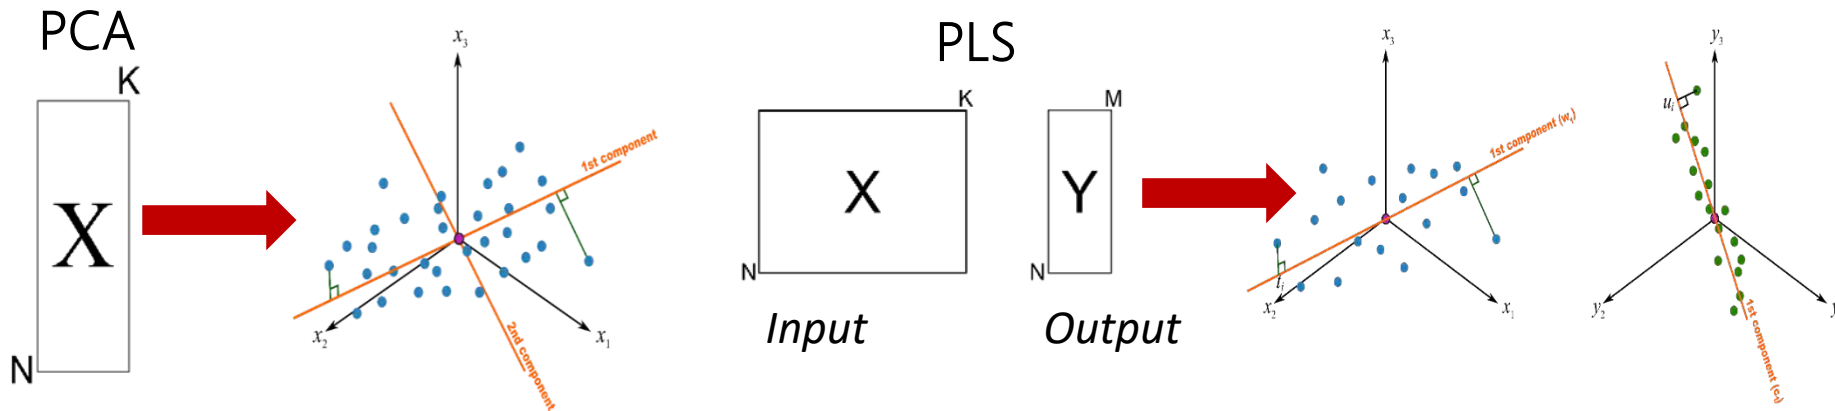 PCA
K
X
N
x3
1st component
2nd component
x2
x1
PLS
K
X
N
Input
M
Y
N
Output
x3
1st component (w1)
ti
x2
x1
y3
ui
y2
y
1st component (c1)